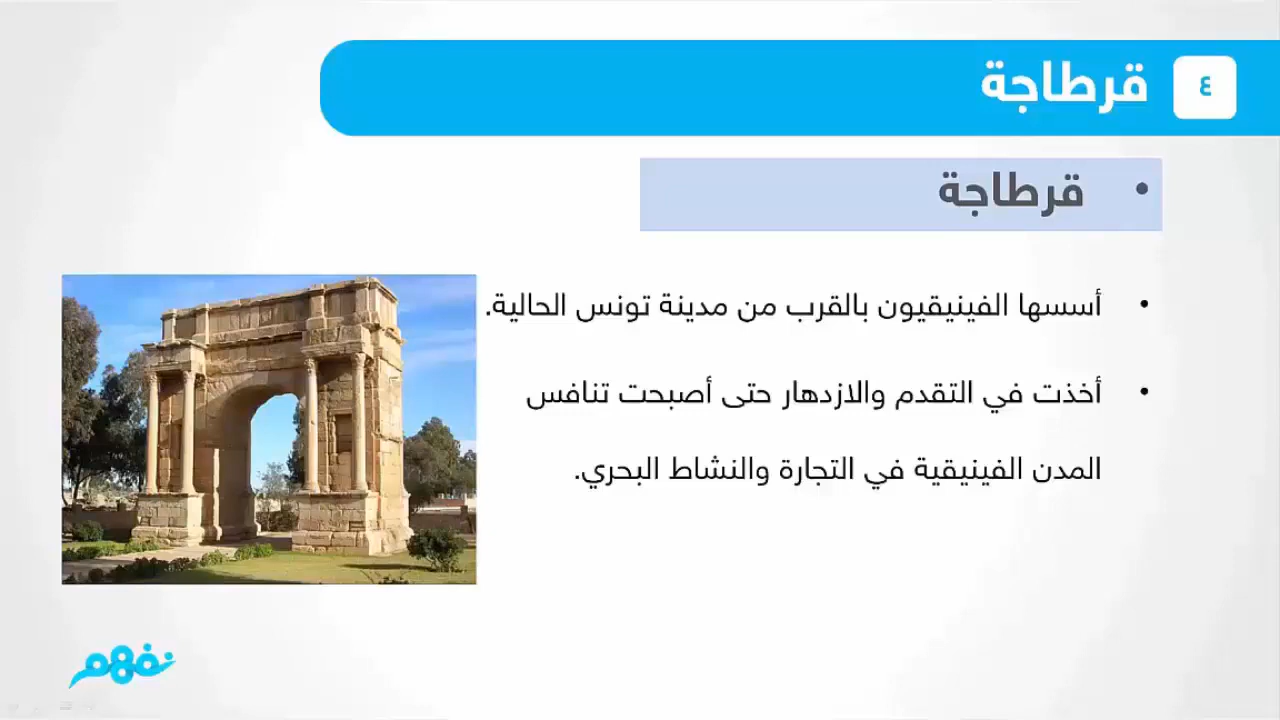 ٤ قرطاجة
• قرطاجة
• أسسها الفينيقيون بالقرب من مدينة تونس الحالية.
• أخذت في التقدم والازدهار حتى أصبحت تنافس
المدن الفينيقية في التجارة والنشاط البحري.
نفهم